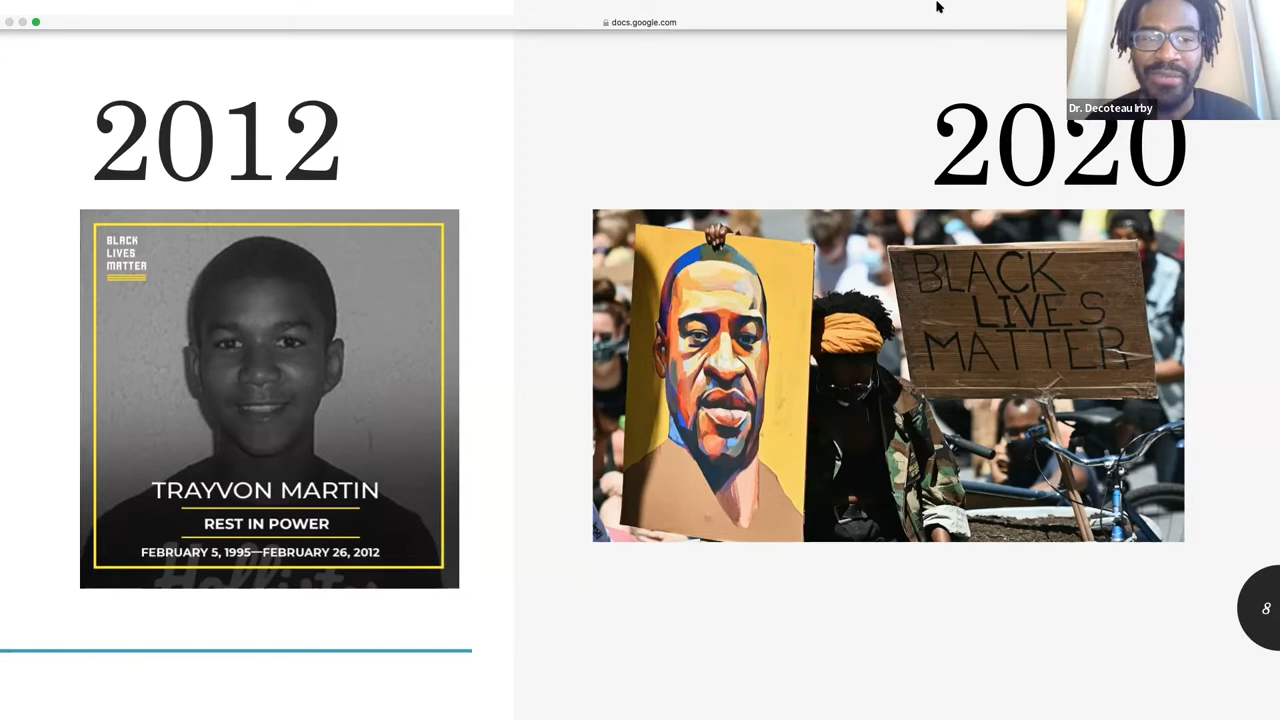 docs.google.com
Dr. Decoteau Irby
2012
2020
BLACK
LIVES
MATTER
TRAYVON MARTIN
REST IN POWER
FEBRUARY 5, 1995—FEBRUARY 26, 2012
Hollister
BLACK
LIVES
MATTER
8